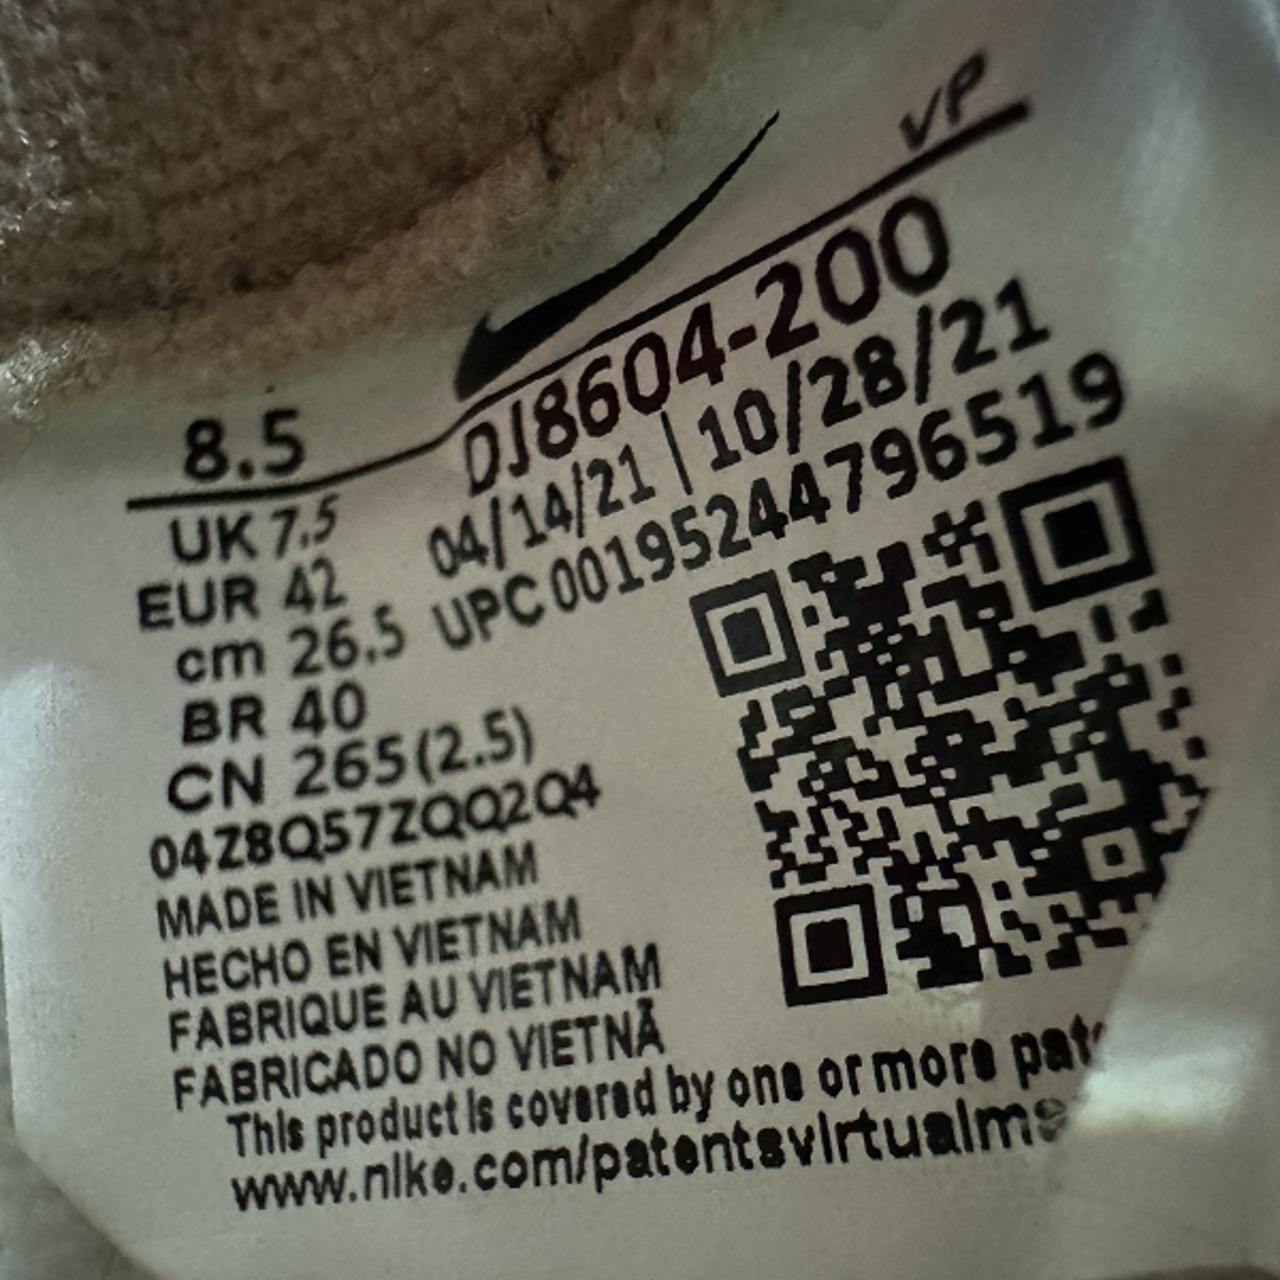 VP
8.5
DJ8604-200
04/14/21 | 10/28/21
UPC 00195244796519
UK 7.5
EUR 42
cm 26.5
BR 40
CN 265(2.5)
04Z8Q57ZQQ2Q4
MADE IN VIETNAM
HECHO EN VIETNAM
FABRIQUE AU VIETNAM
FABRICADO NO VIETNÃ
This product is covered by one or more
www.nike.com/patentsvirtualm